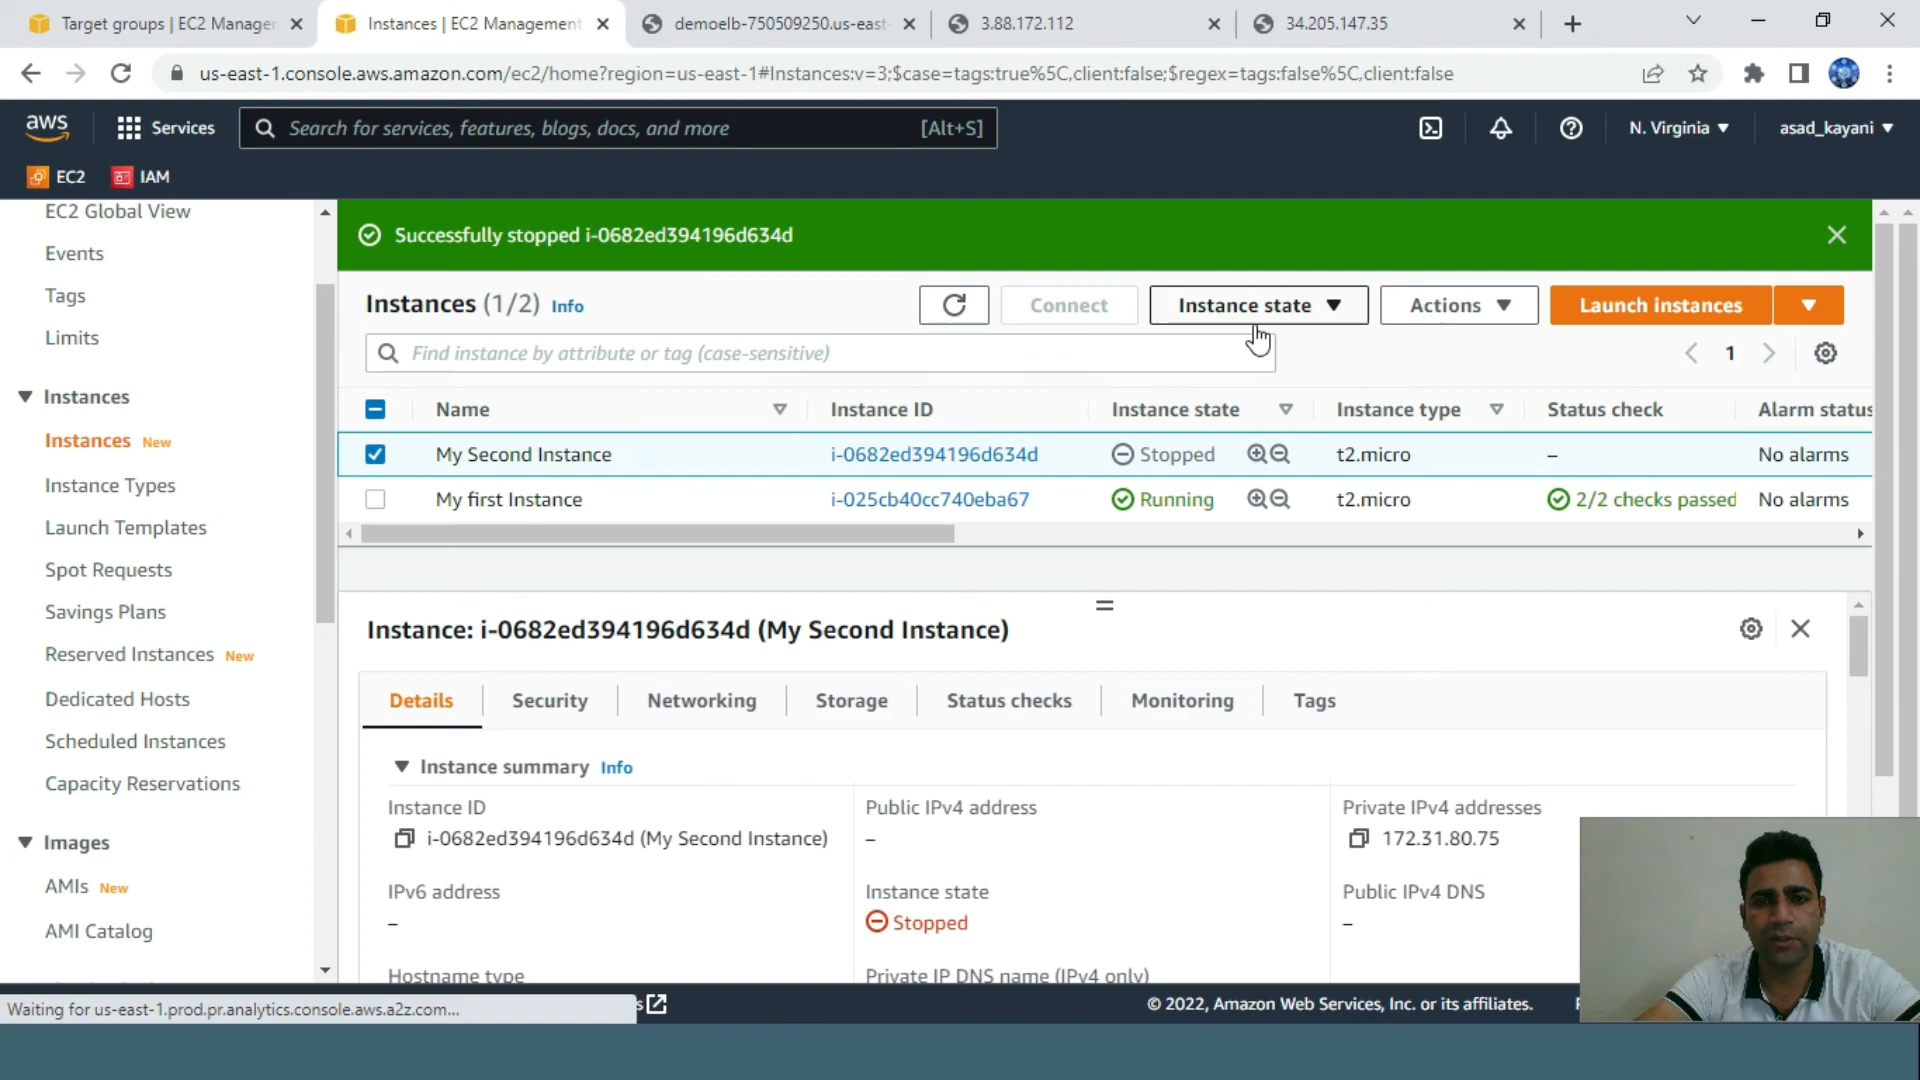 Target groups | EC2 Manage
Instances | EC2 Management
demoelb-750509250.us-east-
3.88.172.112
34.205.147.35
us-east-1.console.aws.amazon.com/ec2/home?region=us-east-1#Instances:v=3;$case=tags:true%5C,client:false;$regex=tags:false%5C,client:false
aws
Services
Search for services, features, blogs, docs, and more
[Alt+S]
N. Virginia
asad_kayani
EC2
IAM
EC2 Global View
Events
Tags
Limits
Instances
Instances New
Instance Types
Launch Templates
Spot Requests
Savings Plans
Reserved Instances New
Dedicated Hosts
Scheduled Instances
Capacity Reservations
Images
AMIs New
AMI Catalog
Successfully stopped i-0682ed394196d634d
Instances (1/2) Info
Connect
Instance state
Actions
Launch instances
Find instance by attribute or tag (case-sensitive)
1
Name Instance ID Instance state Instance type Status check Alarm status
My Second Instance i-0682ed394196d634d Stopped t2.micro – No alarms
My first Instance i-025cb40cc740eba67 Running t2.micro 2/2 checks passed No alarms
Instance: i-0682ed394196d634d (My Second Instance)
Details Security Networking Storage Status checks Monitoring Tags
Instance summary Info
Instance ID Public IPv4 address Private IPv4 addresses
i-0682ed394196d634d (My Second Instance) – 172.31.80.75
IPv6 address Instance state Public IPv4 DNS
– Stopped –
Hostname type Private IP DNS name (IPv4 only)
Waiting for us-east-1.prod.pr.analytics.console.aws.a2z.com...
© 2022, Amazon Web Services, Inc. or its affiliates.